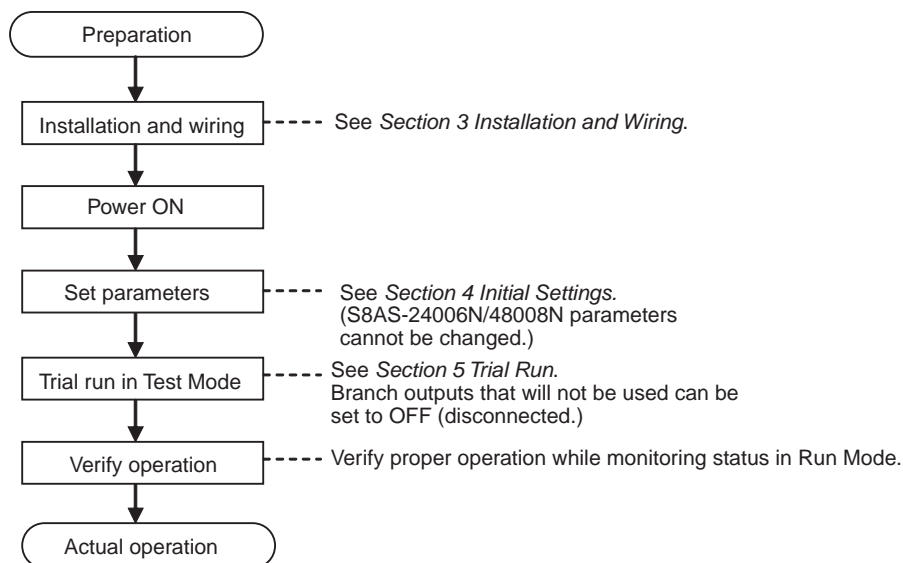 Preparation
Installation and wiring
See Section 3 Installation and Wiring.
Power ON
Set parameters
See Section 4 Initial Settings.
(S8AS-24006N/48008N parameters
cannot be changed.)
Trial run in Test Mode
See Section 5 Trial Run.
Branch outputs that will not be used can be
set to OFF (disconnected.)
Verify operation
Verify proper operation while monitoring status in Run Mode.
Actual operation